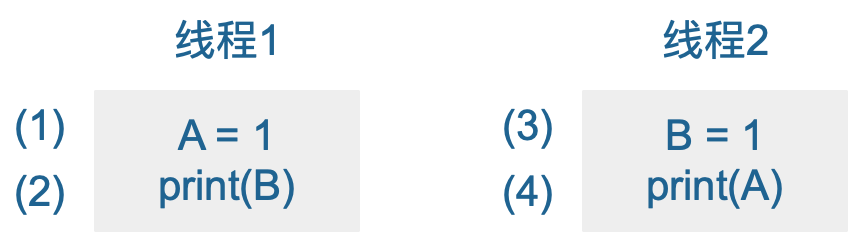 线程1
(1) A = 1
(2) print(B)
线程2
(3) B = 1
(4) print(A)